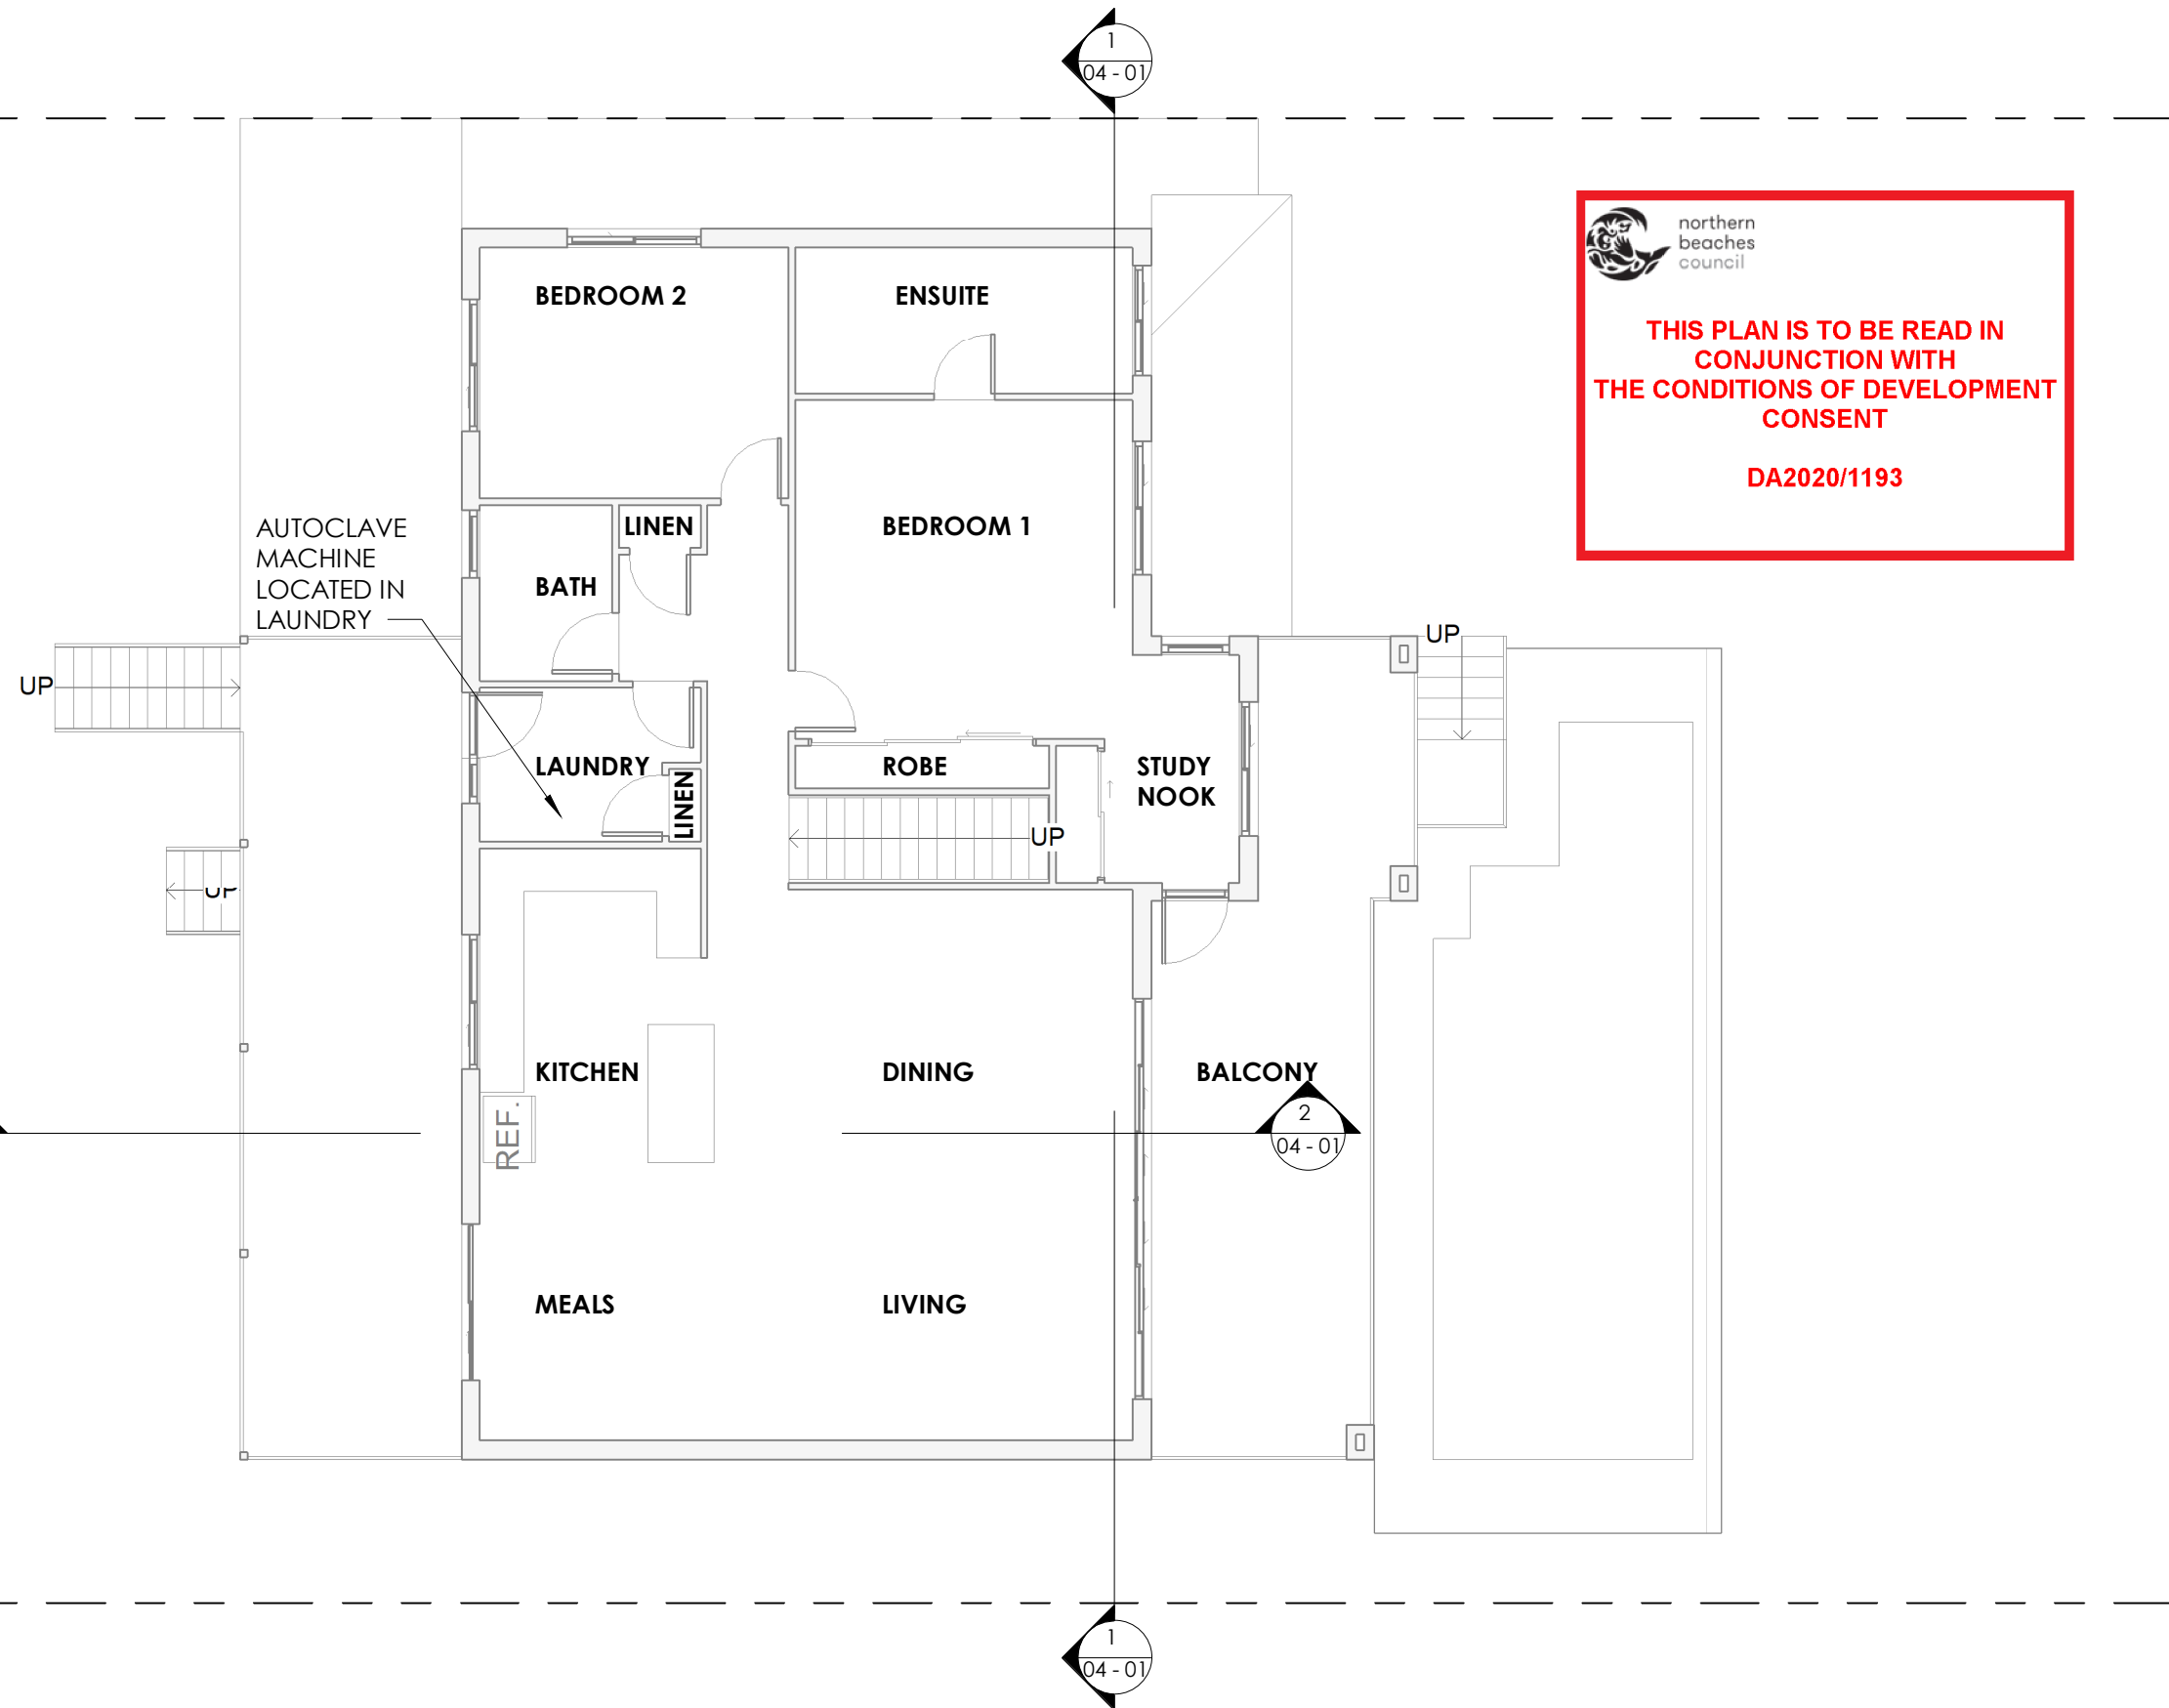 1
04 - 01
northern
beaches
council
THIS PLAN IS TO BE READ IN
CONJUNCTION WITH
THE CONDITIONS OF DEVELOPMENT
CONSENT
DA2020/1193
BEDROOM 2
ENSUITE
AUTOCLAVE
MACHINE
LOCATED IN
LAUNDRY
LINEN
BEDROOM 1
BATH
UP
UP
LAUNDRY
LINEN
ROBE
STUDY
NOOK
UP
UP
KITCHEN
DINING
BALCONY
REF.
2
04 - 01
MEALS
LIVING
1
04 - 01